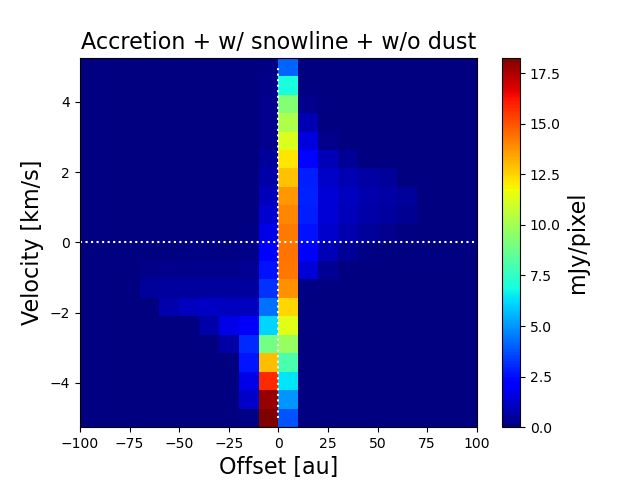 Accretion + w/ snowline + w/o dust
Velocity [km/s]
4
2
0
−2
−4
−100 −75 −50 −25 0 25 50 75 100
Offset [au]
17.5
15.0
12.5
10.0
7.5
5.0
2.5
0.0
mJy/pixel